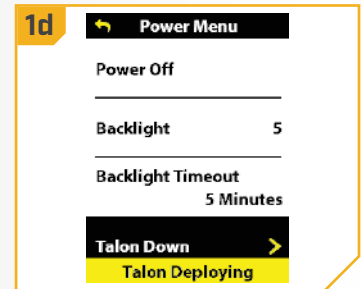 1d
Power Menu
Power Off
Backlight 5
Backlight Timeout
5 Minutes
Talon Down >
Talon Deploying